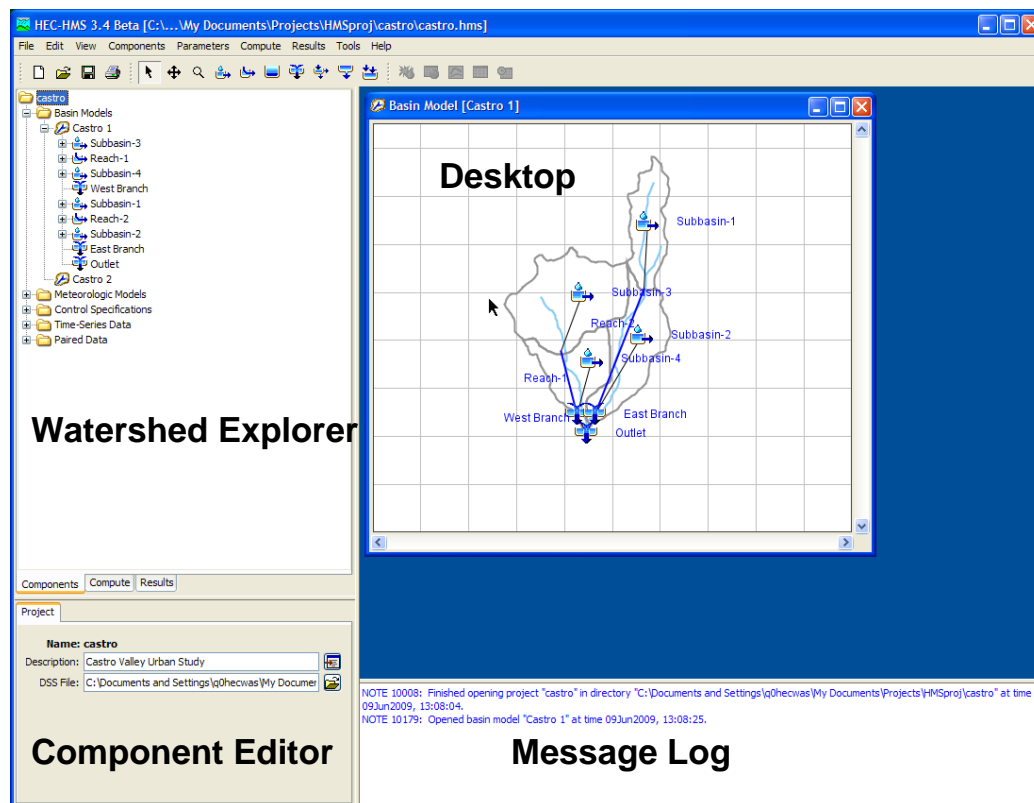 HEC-HMS 3.4 Beta [C:\...\My Documents\Projects\HMSproj\castro\castro.hms]
File Edit View Components Parameters Compute Results Tools Help
castro
Basin Models
Castro 1
Subbasin-3
Reach-1
Subbasin-4
West Branch
Subbasin-1
Reach-2
Subbasin-2
East Branch
Outlet
Castro 2
Meteorologic Models
Control Specifications
Time-Series Data
Paired Data
Watershed Explorer
Components Compute Results
Basin Model [Castro 1]
Desktop
Subbasin-1
Subbasin-3
Reach-2
Subbasin-2
Subbasin-4
Reach-1
West Branch
East Branch
Outlet
Project
Name: castro
Description: Castro Valley Urban Study
DSS File: C:\Documents and Settings\q0hecwas\My Documer
Component Editor
NOTE 10008: Finished opening project "castro" in directory "C:\Documents and Settings\q0hecwas\My Documents\Projects\HMSproj\castro" at time
09Jun2009, 13:08:04.
NOTE 10179: Opened basin model "Castro 1" at time 09Jun2009, 13:08:25.
Message Log